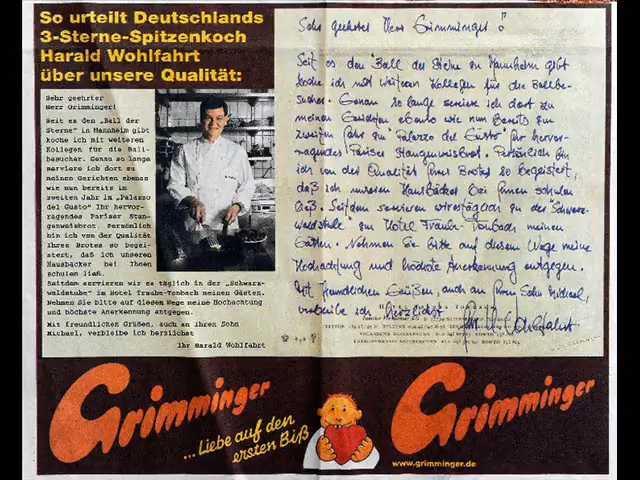 So urteilt Deutschlands
3-Sterne-Spitzenkoch
Harald Wohlfahrt
über unsere Qualität:
Sehr geehrter
Herr Grimminger!
Seit es den „Ball der
Sterne" in Mannheim gibt
koche ich mit weiteren
Kollegen für die Ball-
besucher. Genau so lange
serviere ich dort zu
meinen Gerichten ebenso
wie nun bereits im
zweiten Jahr in „Palazzo
del Gusto" Ihr hervor-
ragendes Pariser Stan-
genweisbrot. Persönlich
bin ich von der Qualität
Ihres Brotes so begei-
stert, daß ich unseren
Hausbäcker bei Ihnen
Schulen ließ.
Seitdem servieren wir es täglich in der „Schwarz-
waldstube" im Hotel Traube-Tonbach meinen Gästen.
Nehmen Sie bitte auf diesem Wege meine Hochachtung
und höchste Anerkennung entgegen.
Mit freundlichen Grüßen, auch an Ihren Sohn
Michael, verbleibe ich herzlichst
Ihr Harald Wohlfahrt
Sehr geehrter Herr Grimminger!
Seit es den "Ball der Sterne in Mannheim gibt
koche ich mit weiteren Kollegen für die Ballbe-
sucher. Genau so lange serviere ich dort zu
meinen Gerichten ebenso wie nun Bereits im
zweiten Jahr in "Palazzo del Gusto" Ihr hervor-
ragendes Pariser Stangenweisbrot. Persönlich bin
ich von der Qualität Ihres Brotes so begeistert,
daß ich unseren Hausbäcker bei Ihnen schulen
ließ. Seitdem servieren wir es täglich in der "Schwarz-
waldstube" im Hotel Traube-Tonbach meinen
Gästen. Nehmen Sie bitte auf diesem Wege meine
Hochachtung und höchste Anerkennung entgegen.
Mit freundlichen Grüßen, auch an Ihren Sohn Michael,
verbleibe ich herzlichst
Ihr Wohlfahrt
Grimminger
... Liebe auf den
ersten Biß
Grimminger
www.grimminger.de